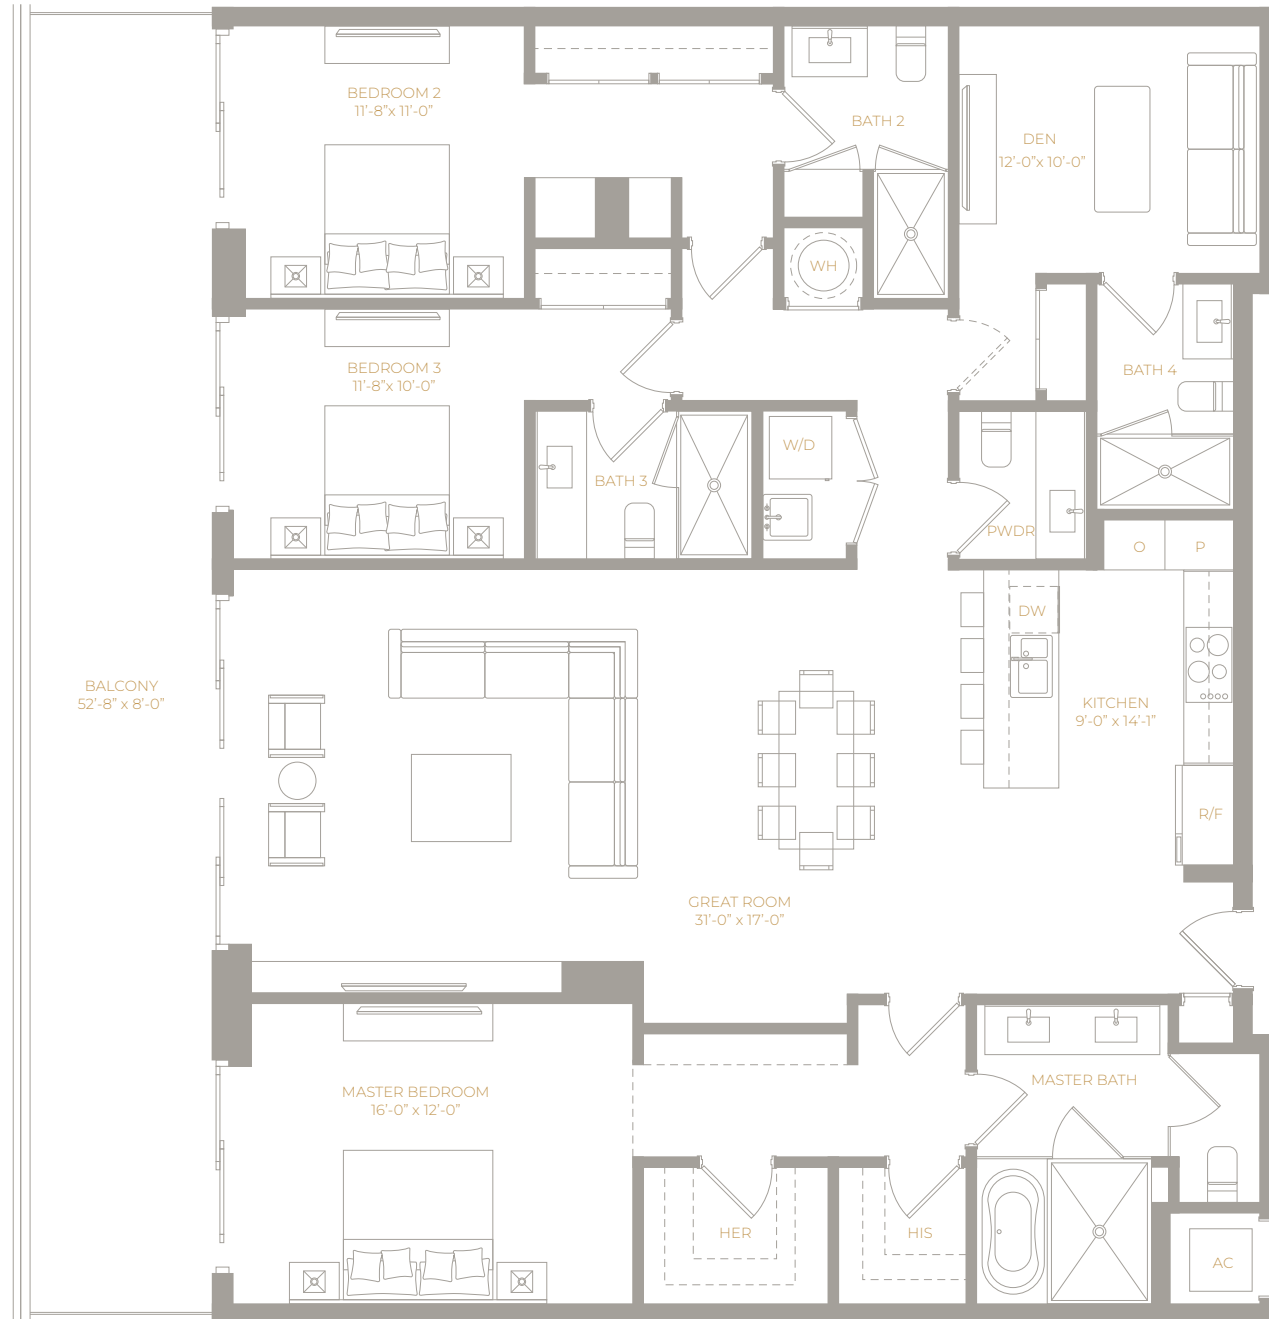 BEDROOM 2
11'-8”x 11'-0”
BATH 2
DEN
12'-0”x 10'-0”
WH
BEDROOM 3
11'-8”x 10'-0”
BATH 4
W/D
BATH 3
PWDR
O
P
DW
BALCONY
52'-8” x 8'-0”
KITCHEN
9'-0” x 14'-1”
R/F
GREAT ROOM
31'-0” x 17'-0”
MASTER BEDROOM
16'-0” x 12'-0”
MASTER BATH
HER
HIS
AC